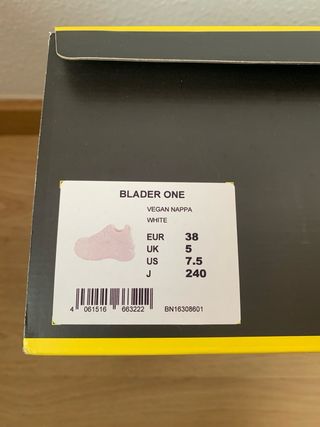 BLADER ONE
VEGAN NAPPA
WHITE
EUR 38
UK 5
US 7.5
J 240
4 061516 663222 BN16308601